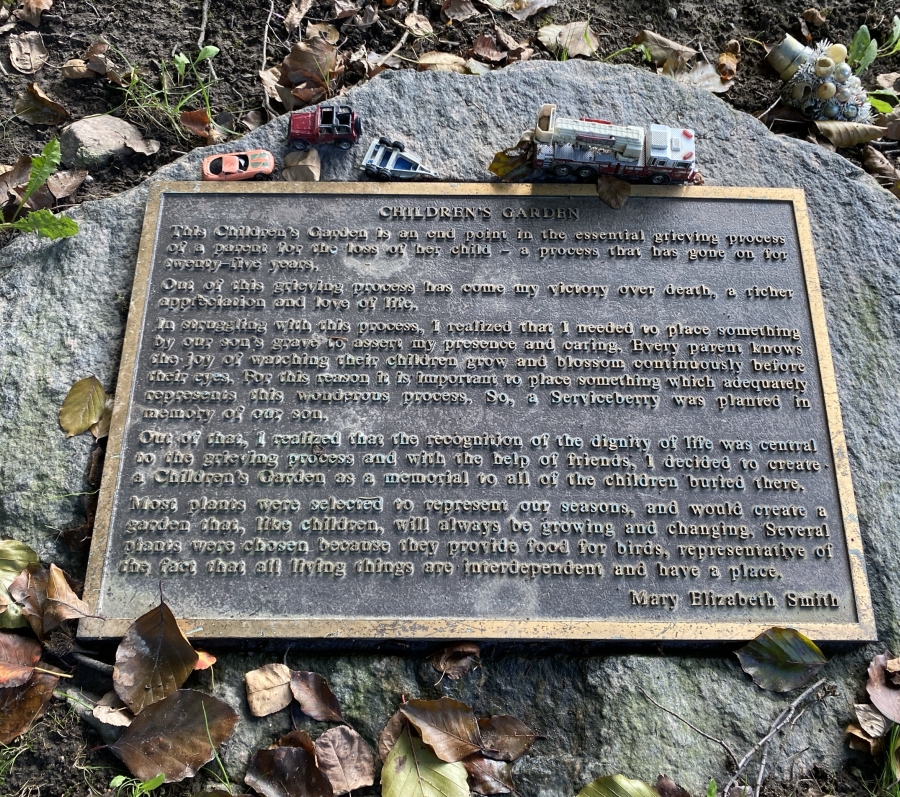 CHILDREN'S GARDEN
This Children's Garden is an end point in the essential grieving process
of a parent for the loss of her child – a process that has gone on for
twenty-five years.
Out of this grieving process has come my victory over death, a richer
appreciation and love of life.
In struggling with this process, I realized that I needed to place something
by our son's grave to assert my presence and caring. Every parent knows
the joy of watching their children grow and blossom continuously before
their eyes. For this reason it is important to place something which adequately
represents this wonderous process. So, a Serviceberry was planted in
memory of our son.
Out of that, I realized that the recognition of the dignity of life was central
to the grieving process and with the help of friends, I decided to create
a Children's Garden as a memorial to all of the children buried there.
Most plants were selected to represent our seasons, and would create a
garden that, like children, will always be growing and changing. Several
plants were chosen because they provide food for birds, representative of
the fact that all living things are interdependent and have a place.
Mary Elizabeth Smith